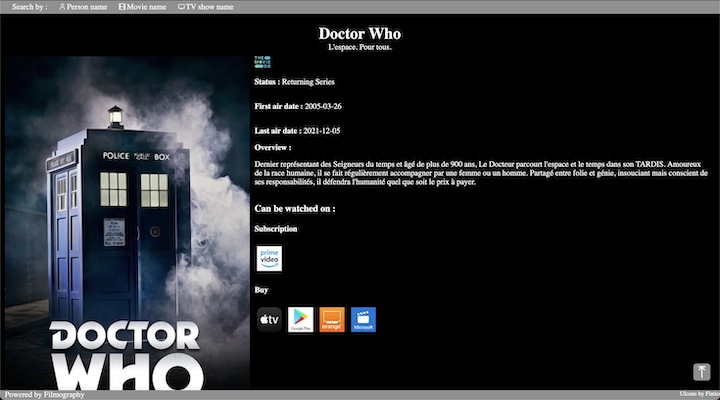 Search by : Person name Movie name TV show name
Doctor Who
L'espace. Pour tous.
THE
MOVIE
DB
Status : Returning Series
First air date : 2005-03-26
Last air date : 2021-12-05
Overview :
Dernier représentant des Seigneurs du temps et âgé de plus de 900 ans, Le Docteur parcourt l'espace et le temps dans son TARDIS. Amoureux
de la race humaine, il se fait régulièrement accompagner par une femme ou un homme. Partagé entre folie et génie, insouciant mais conscient de
ses responsabilités, il défendra l'humanité quel que soit le prix à payer.
Can be watched on :
Subscription
prime
video
Buy
tv
Google Play
orange
Microsoft
POLICE PUBLIC CALL BOX
DOCTOR
WHO
Powered by Filmography
UIcons by Flatic